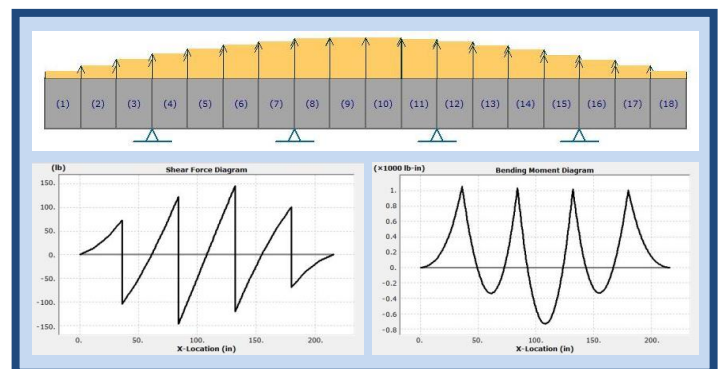 (1) (2) (3) (4) (5) (6) (7) (8) (9) (10) (11) (12) (13) (14) (15) (16) (17) (18)
(lb) Shear Force Diagram
150.
100.
50.
0.
-50.
-100.
-150.
0. 50. 100. 150. 200.
X-Location (in)
(×1000 lb-in) Bending Moment Diagram
1.
0.8
0.6
0.4
0.2
0.
-0.2
-0.4
-0.6
-0.8
0. 50. 100. 150. 200.
X-Location (in)